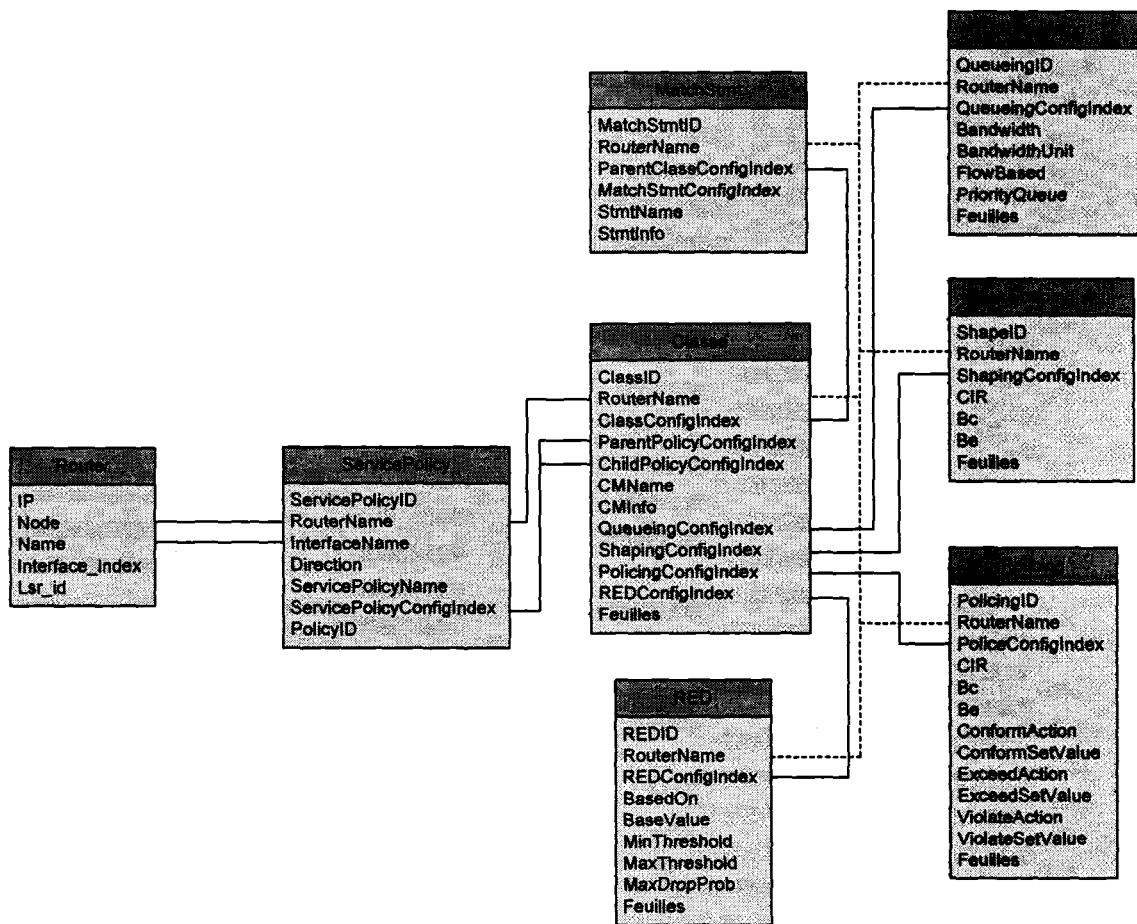 Router
IP
Node
Name
Interface_Index
Lsr_id
ServicePolicy
ServicePolicyID
RouterName
InterfaceName
Direction
ServicePolicyName
ServicePolicyConfigIndex
PolicyID
MatchStmt
MatchStmtID
RouterName
ParentClaseConfigIndex
MatchStmtConfigIndex
StmtName
StmtInfo
ClassID
RouterName
ClassConfigIndex
ParentPolicyConfigIndex
ChildPolicyConfigIndex
CMName
CMInfo
QueueingConfigIndex
ShapingConfigIndex
PolicingConfigIndex
REDConfigIndex
Feuilles
RED
REDID
RouterName
REDConfigIndex
BasedOn
BaseValue
MinThreshold
MaxThreshold
MaxDropProb
Feuilles
QueueingID
RouterName
QueueingConfigIndex
Bandwidth
BandwidthUnit
FlowBased
PriorityQueue
Feuilles
ShapeID
RouterName
ShapingConfigIndex
CIR
Bc
Be
Feuilles
PolicingID
RouterName
PoliceConfigIndex
CIR
Bc
Be
ConformAction
ConformSetValue
ExceedAction
ExceedSetValue
ViolateAction
ViolateSetValue
Feuilles